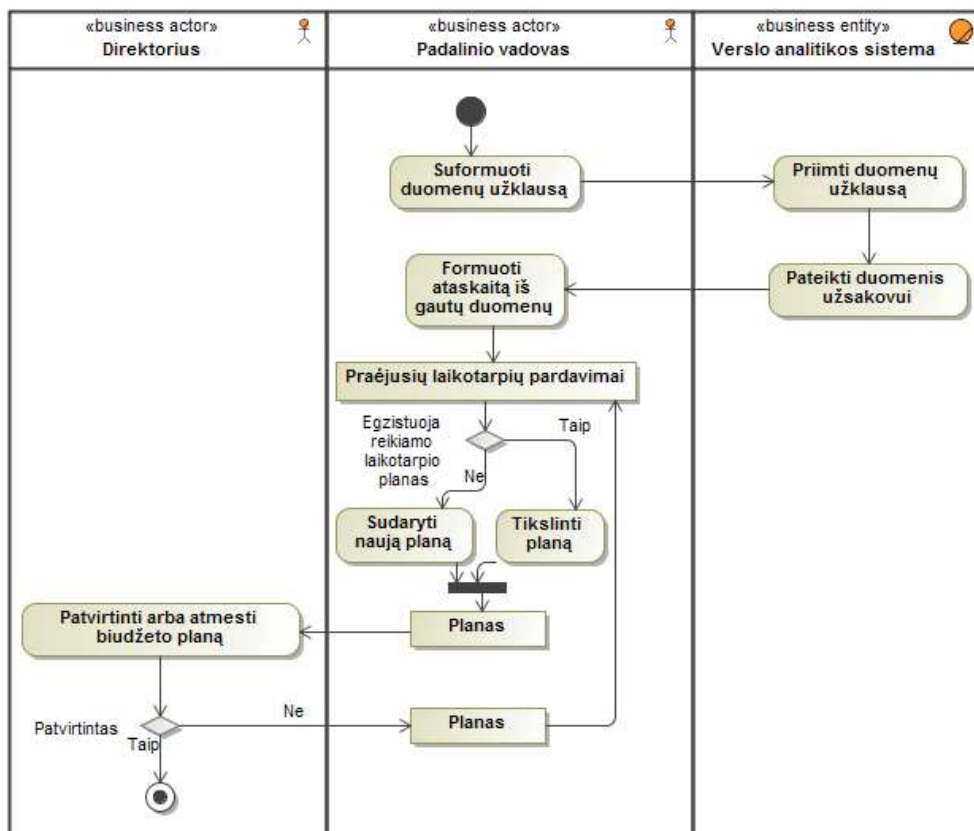 «business actor»
Direktorius
«business actor»
Padalinio vadovas
«business entity»
Verslo analitikos sistema
Suformuoti
duomenų užklausą
Priimti duomenų
užklausą
Formuoti
ataskaitą iš
gautų duomenų
Pateikti duomenis
užsakovui
Praėjusių laikotarpių pardavimai
Egzistuoja
reikiamo
laikotarpio
planas
Taip
Ne
Sudaryti
naują planą
Tikslinti
planą
Patvirtinti arba atmesti
biudžeto planą
Planas
Patvirtintas
Ne
Planas
Taip